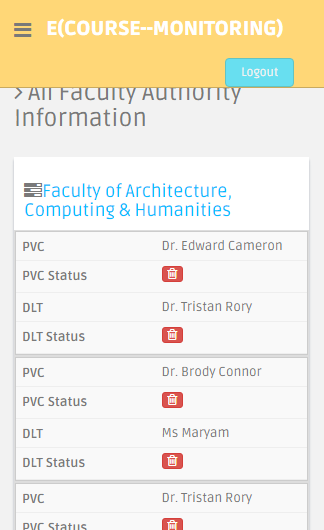 E(COURSE--MONITORING)
Logout
> All Faculty Authority
Information
Faculty of Architecture,
Computing & Humanities
PVC Dr. Edward Cameron
PVC Status
DLT Dr. Tristan Rory
DLT Status
PVC Dr. Brody Connor
PVC Status
DLT Ms Maryam
DLT Status
PVC Dr. Tristan Rory
PVC Status